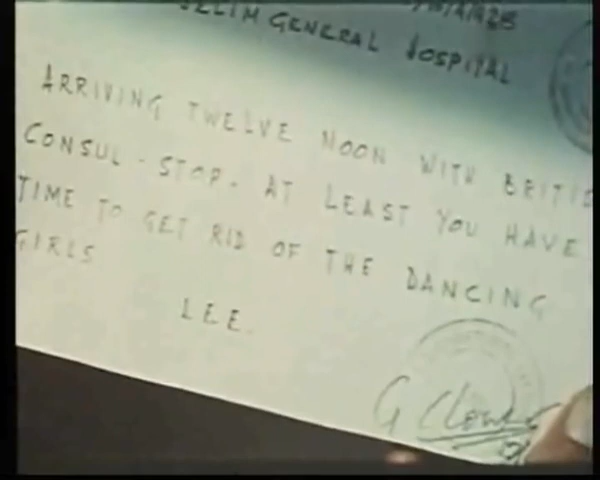 GENERAL HOSPITAL
ARRIVING TWELVE NOON WITH BRITIS
CONSUL - STOP. AT LEAST YOU HAVE
TIME TO GET RID OF THE DANCING
GIRLS
LEE.